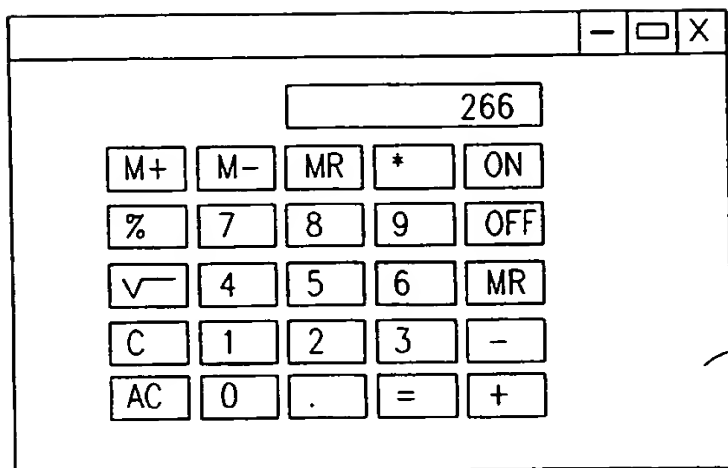 — ▭ X
266
M+ M- MR * ON
% 7 8 9 OFF
√ 4 5 6 MR
C 1 2 3 -
AC 0 . = +